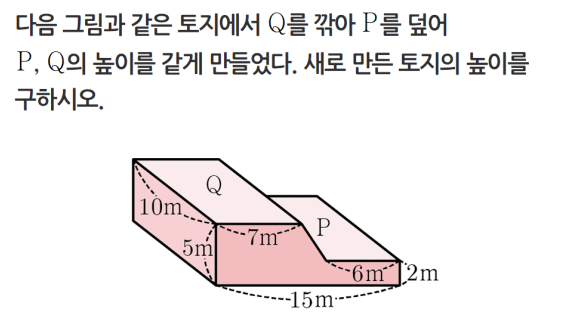 다음 그림과 같은 토지에서 Q를 깎아 P를 덮어
P, Q의 높이를 같게 만들었다. 새로 만든 토지의 높이를
구하시오.
Q
10m
7m
P
5m
6m
2m
15m